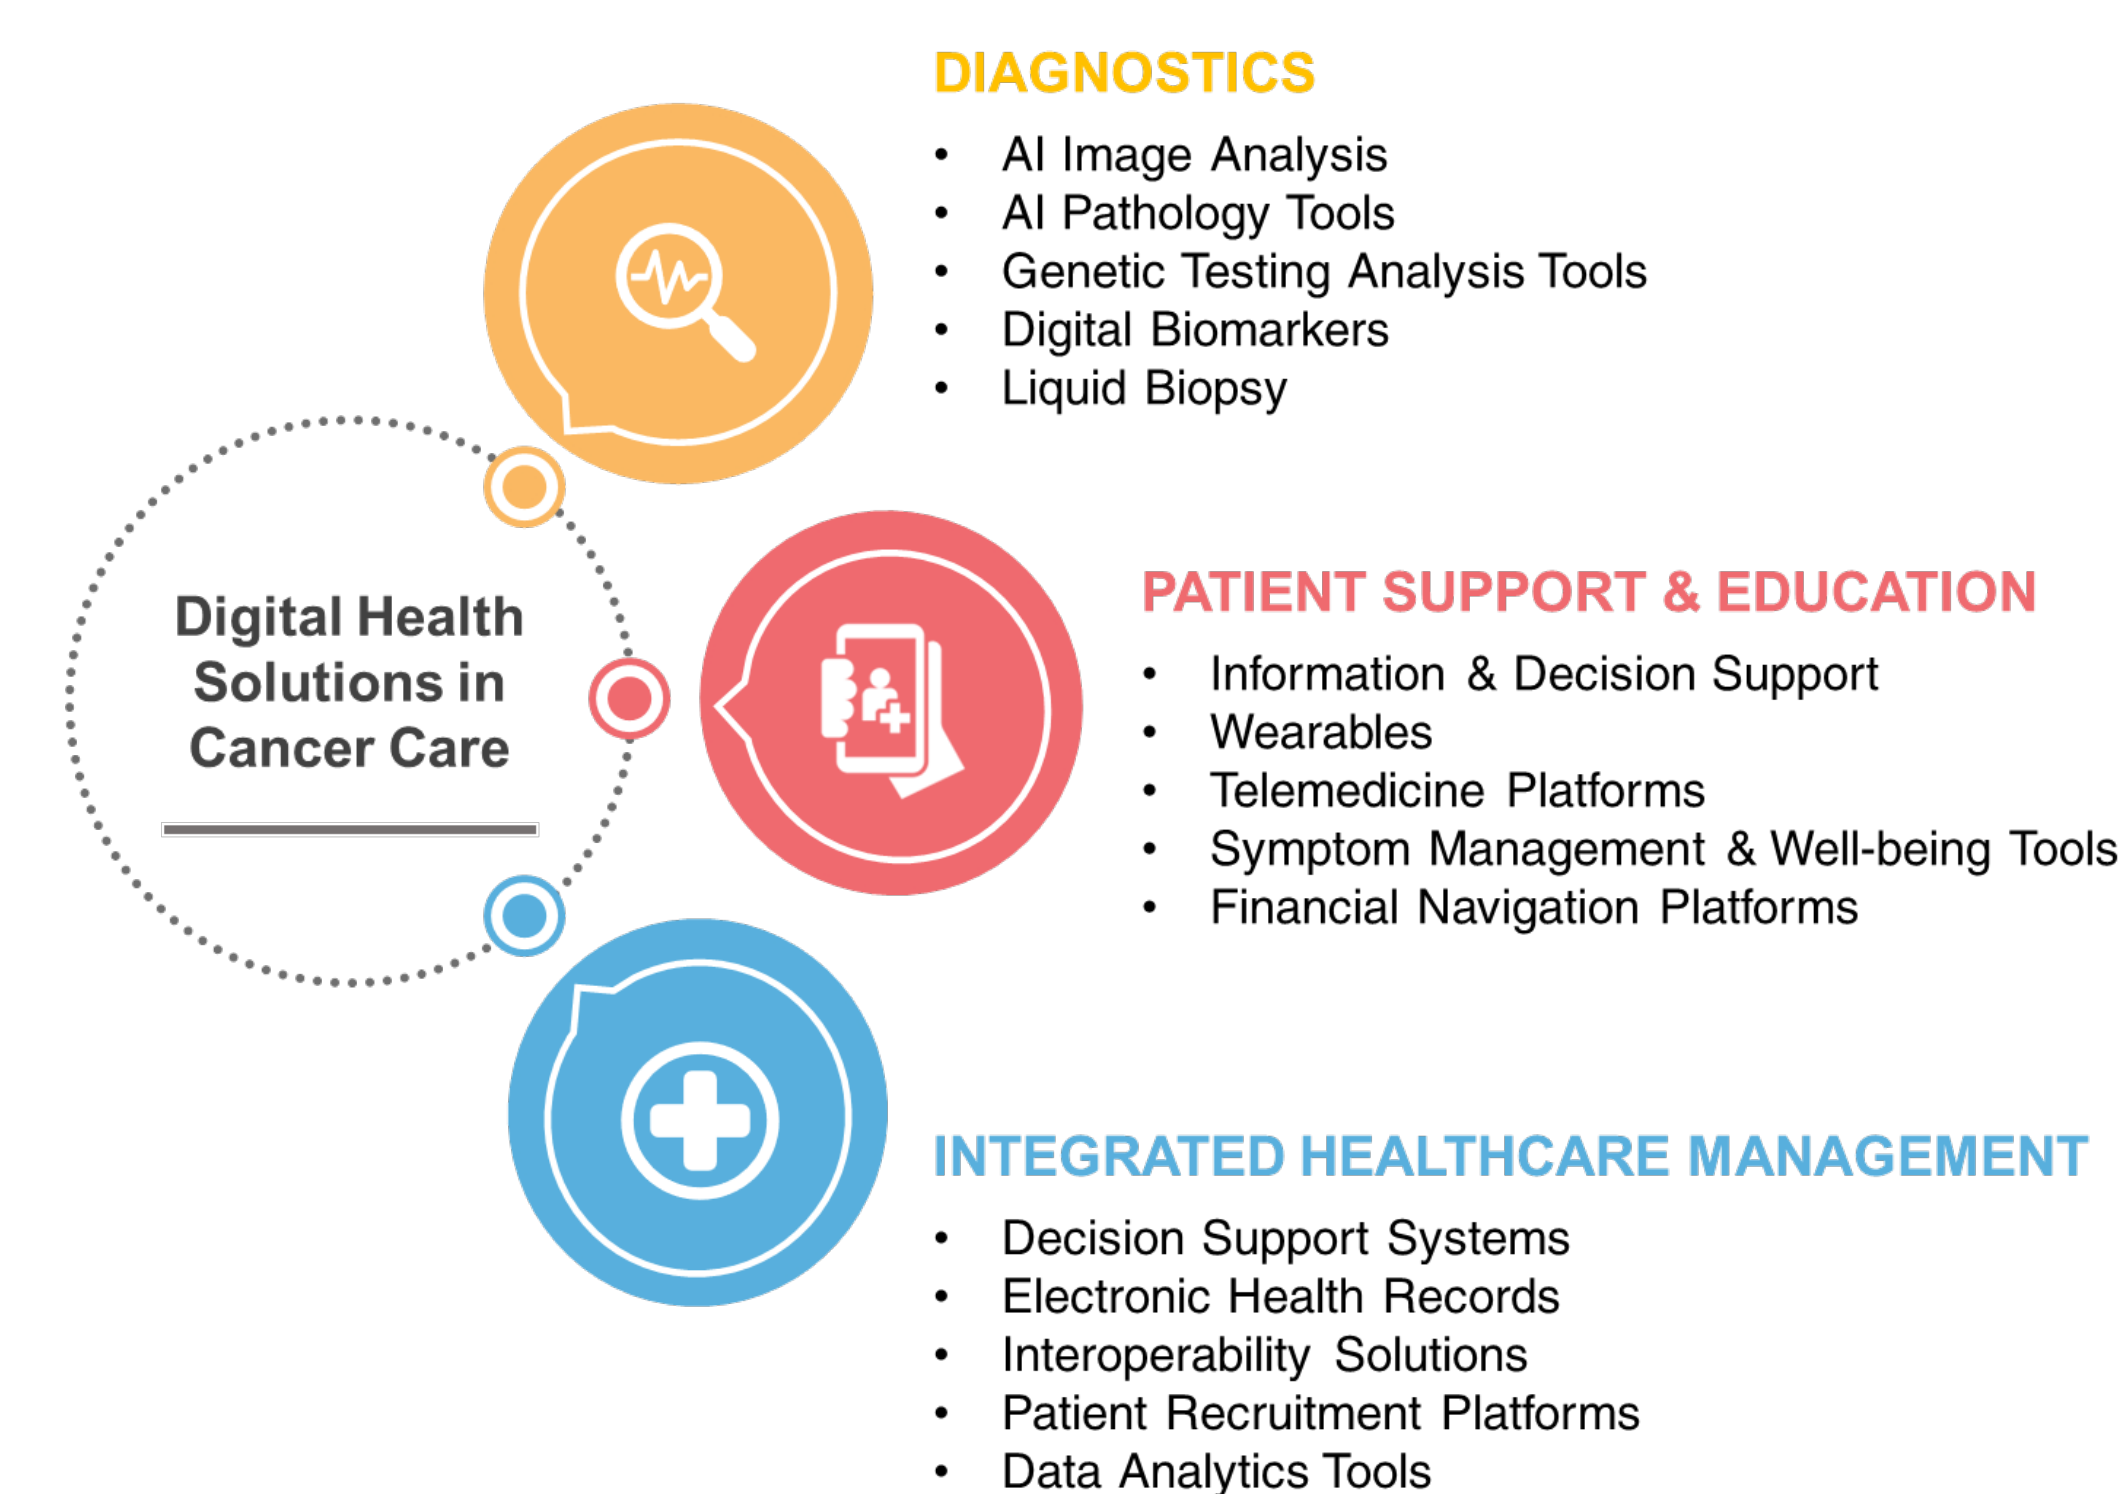 Digital Health
Solutions in
Cancer Care
DIAGNOSTICS
• AI Image Analysis
• AI Pathology Tools
• Genetic Testing Analysis Tools
• Digital Biomarkers
• Liquid Biopsy
PATIENT SUPPORT & EDUCATION
• Information & Decision Support
• Wearables
• Telemedicine Platforms
• Symptom Management & Well-being Tools
• Financial Navigation Platforms
INTEGRATED HEALTHCARE MANAGEMENT
• Decision Support Systems
• Electronic Health Records
• Interoperability Solutions
• Patient Recruitment Platforms
• Data Analytics Tools